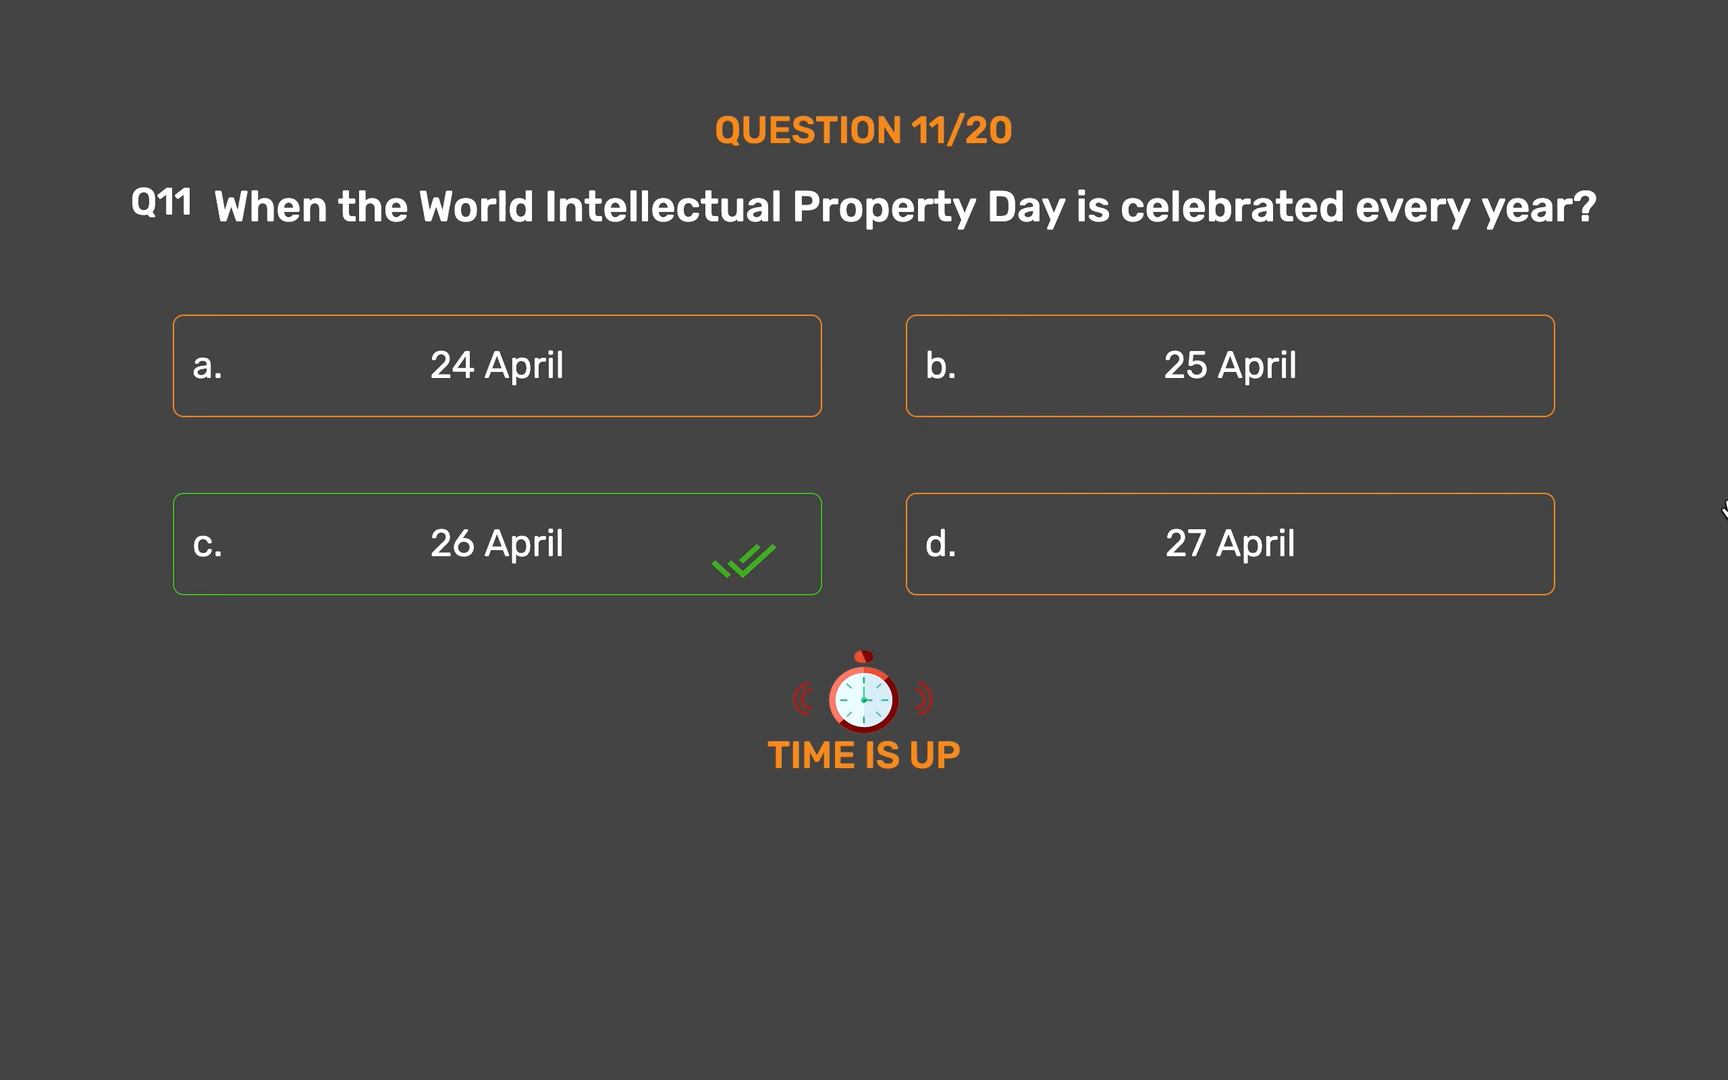 QUESTION 11/20
Q11 When the World Intellectual Property Day is celebrated every year?
a. 24 April
b. 25 April
c. 26 April
d. 27 April
TIME IS UP